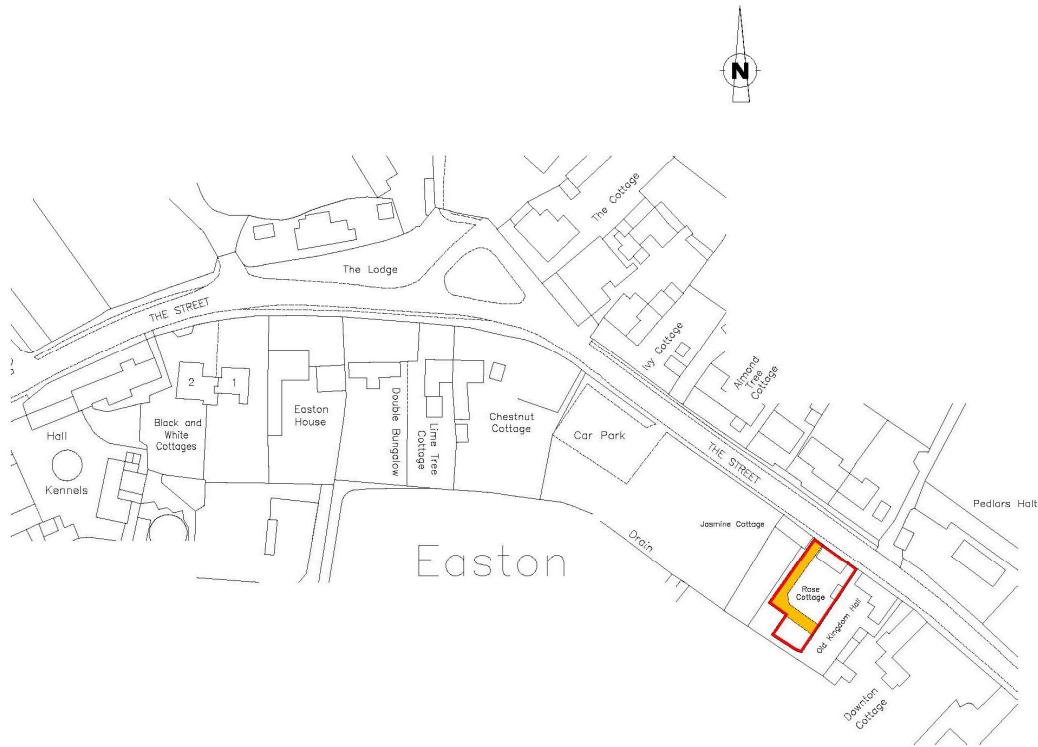 N
The Cottage
The Lodge
THE STREET
Ivy Cottage
Almond
Tree
Cottage
2
1
Black and
White
Cottages
Easton
House
Double Bungalow
Lime Tree
Cottage
Chestnut
Cottage
Car Park
THE STREET
Hall
Kennels
Pedlars Halt
Jasmine Cottage
Drain
Easton
Rose
Cottage
Old Kingdom Hall
Downton
Cottage